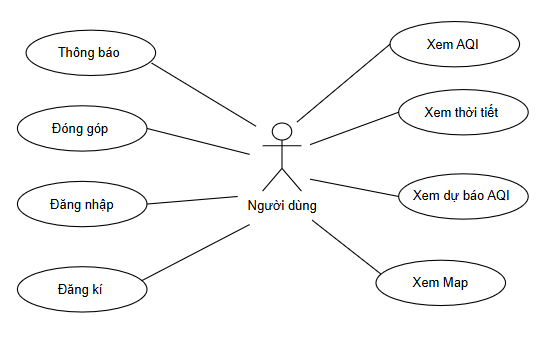 Thông báo
Xem AQI
Đóng góp
Xem thời tiết
Đăng nhập
Người dùng
Xem dự báo AQI
Đăng kí
Xem Map